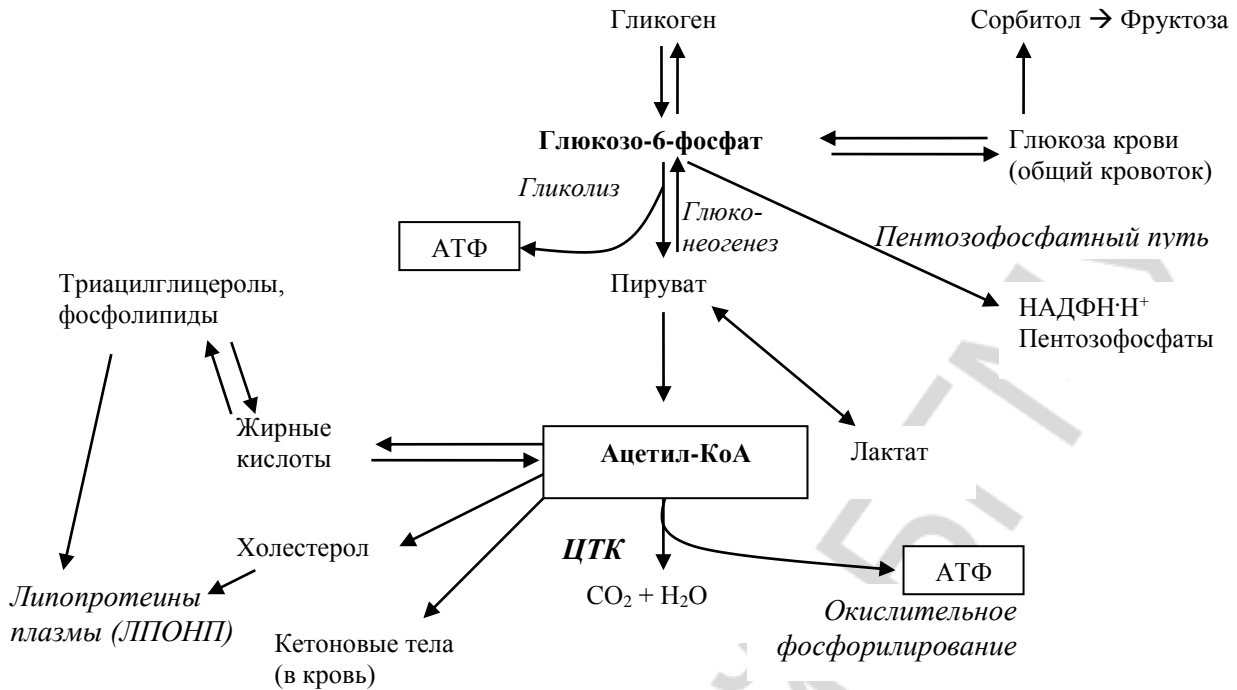 Гликоген
Сорбитол → Фруктоза
Глюкозо-6-фосфат
Глюкоза крови
(общий кровоток)
Гликолиз
Глюко-
неогенез
АТФ
Пентозофосфатный путь
Триацилглицеролы,
фосфолипиды
Пируват
НАДФН·Н⁺
Пентозофосфаты
Жирные
кислоты
Ацетил-КоА
Лактат
Холестерол
ЦТК
АТФ
CO₂ + H₂O
Липопротеины
плазмы (ЛПОНП)
Окислительное
фосфорилирование
Кетоновые тела
(в кровь)